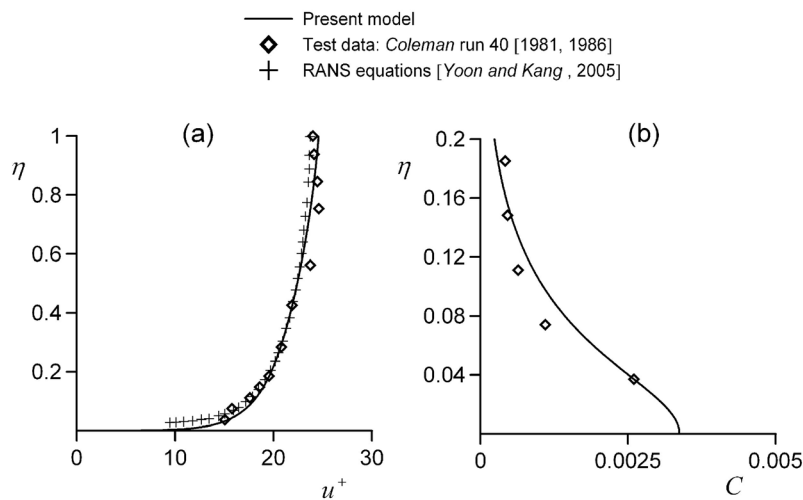 Present model
Test data: Coleman run 40 [1981, 1986]
RANS equations [Yoon and Kang , 2005]
(a)
η
1
0.8
0.6
0.4
0.2
0
10
20
30
u+
(b)
η
0.2
0.16
0.12
0.08
0.04
0
0.0025
0.005
C